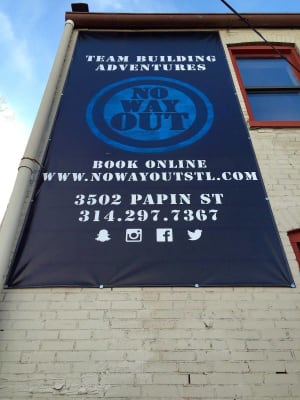 TEAM BUILDING
ADVENTURES
NO
WAY
OUT
BOOK ONLINE
WWW.NOWAYOUTSTL.COM
3502 PAPIN ST
314.297.7367